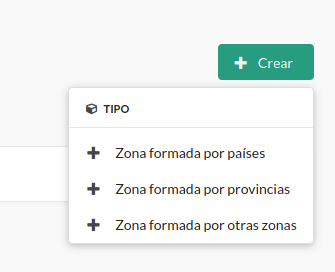 Crear
TIPO
Zona formada por países
Zona formada por provincias
Zona formada por otras zonas